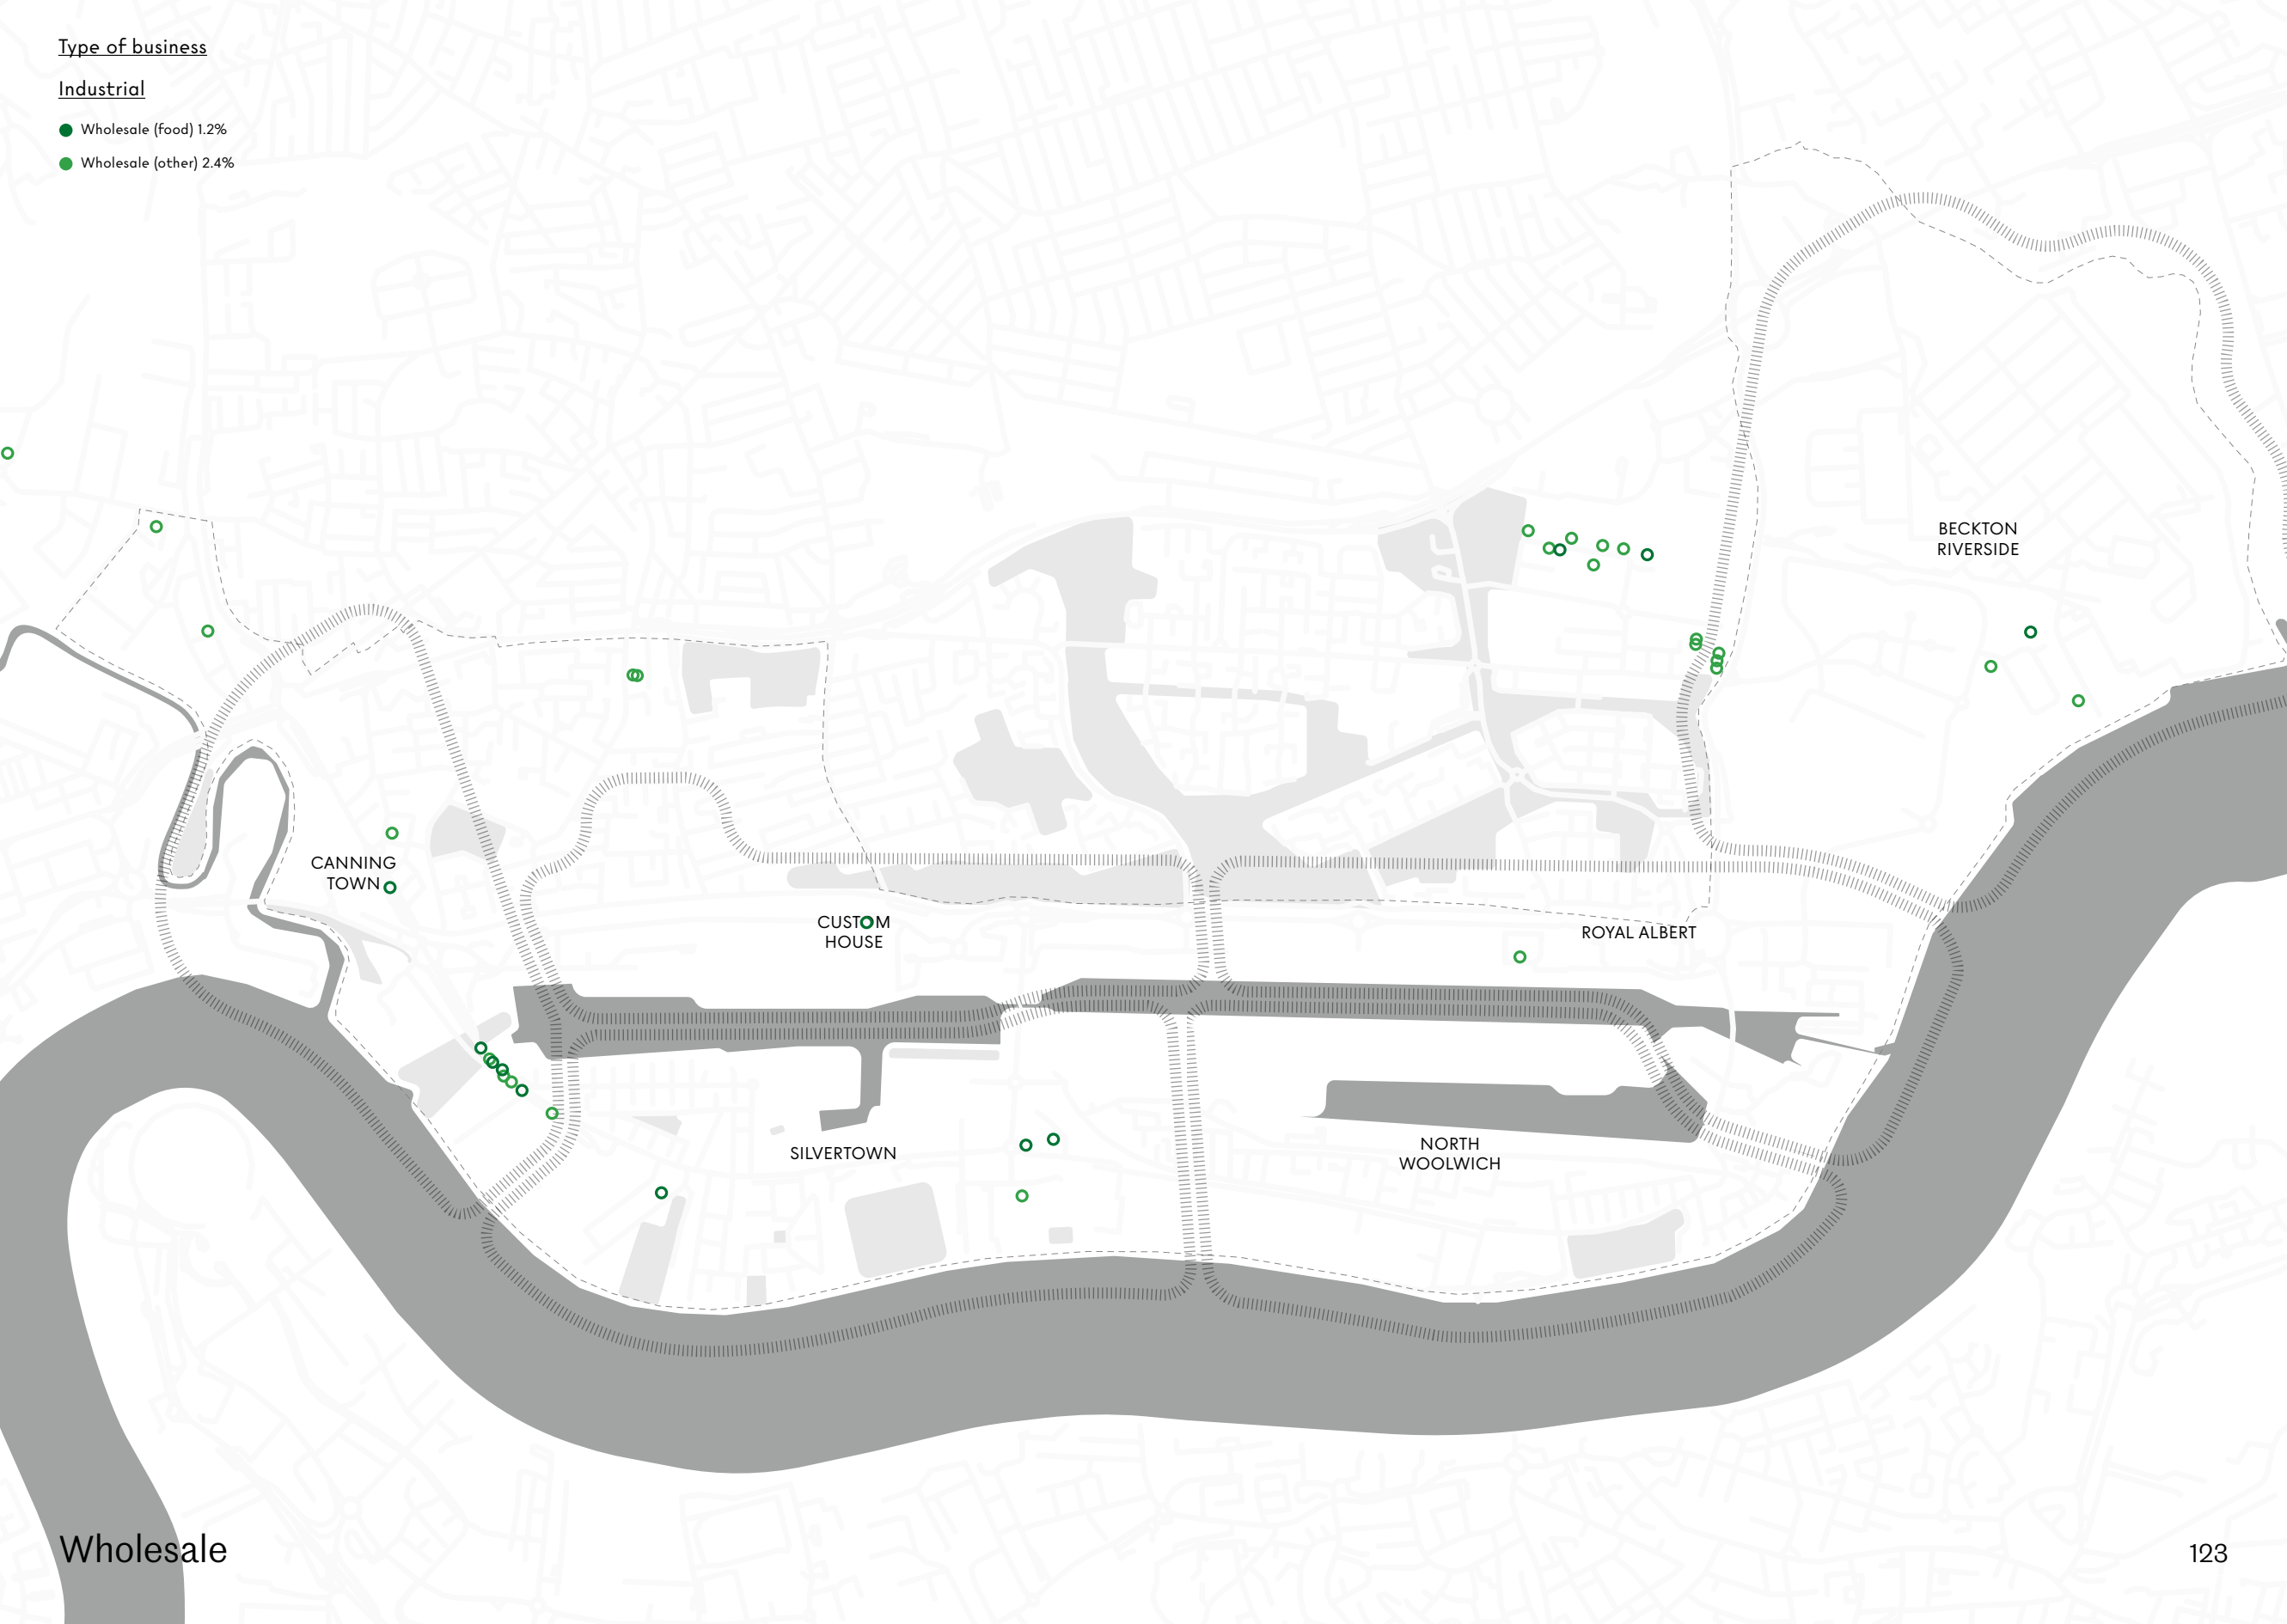 Type of business
Industrial
Wholesale (food) 1.2%
Wholesale (other) 2.4%
BECKTON
RIVERSIDE
CANNING
TOWN
CUSTOM
HOUSE
ROYAL ALBERT
SILVERTOWN
NORTH
WOOLWICH
Wholesale
123